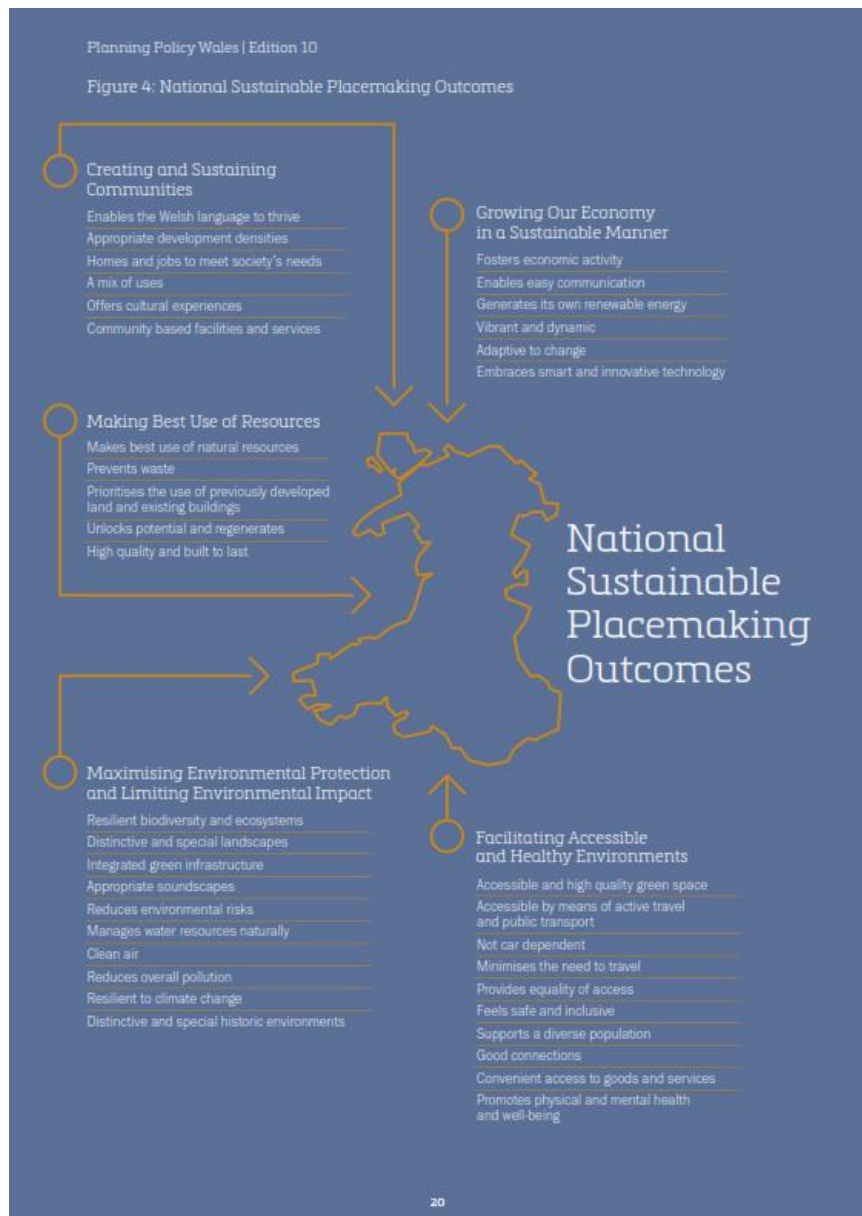 Planning Policy Wales | Edition 10
Figure 4: National Sustainable Placemaking Outcomes
Creating and Sustaining
Communities
Enables the Welsh language to thrive
Appropriate development densities
Homes and jobs to meet society's needs
A mix of uses
Offers cultural experiences
Community based facilities and services
Growing Our Economy
in a Sustainable Manner
Fosters economic activity
Enables easy communication
Generates its own renewable energy
Vibrant and dynamic
Adaptive to change
Embraces smart and innovative technology
Making Best Use of Resources
Makes best use of natural resources
Prevents waste
Prioritises the use of previously developed
land and existing buildings
Unlocks potential and regenerates
High quality and built to last
National
Sustainable
Placemaking
Outcomes
Maximising Environmental Protection
and Limiting Environmental Impact
Resilient biodiversity and ecosystems
Distinctive and special landscapes
Integrated green infrastructure
Appropriate soundscapes
Reduces environmental risks
Manages water resources naturally
Clean air
Reduces overall pollution
Resilient to climate change
Distinctive and special historic environments
Facilitating Accessible
and Healthy Environments
Accessible and high quality green space
Accessible by means of active travel
and public transport
Not car dependent
Minimises the need to travel
Provides equality of access
Feels safe and inclusive
Supports a diverse population
Good connections
Convenient access to goods and services
Promotes physical and mental health
and well-being
20